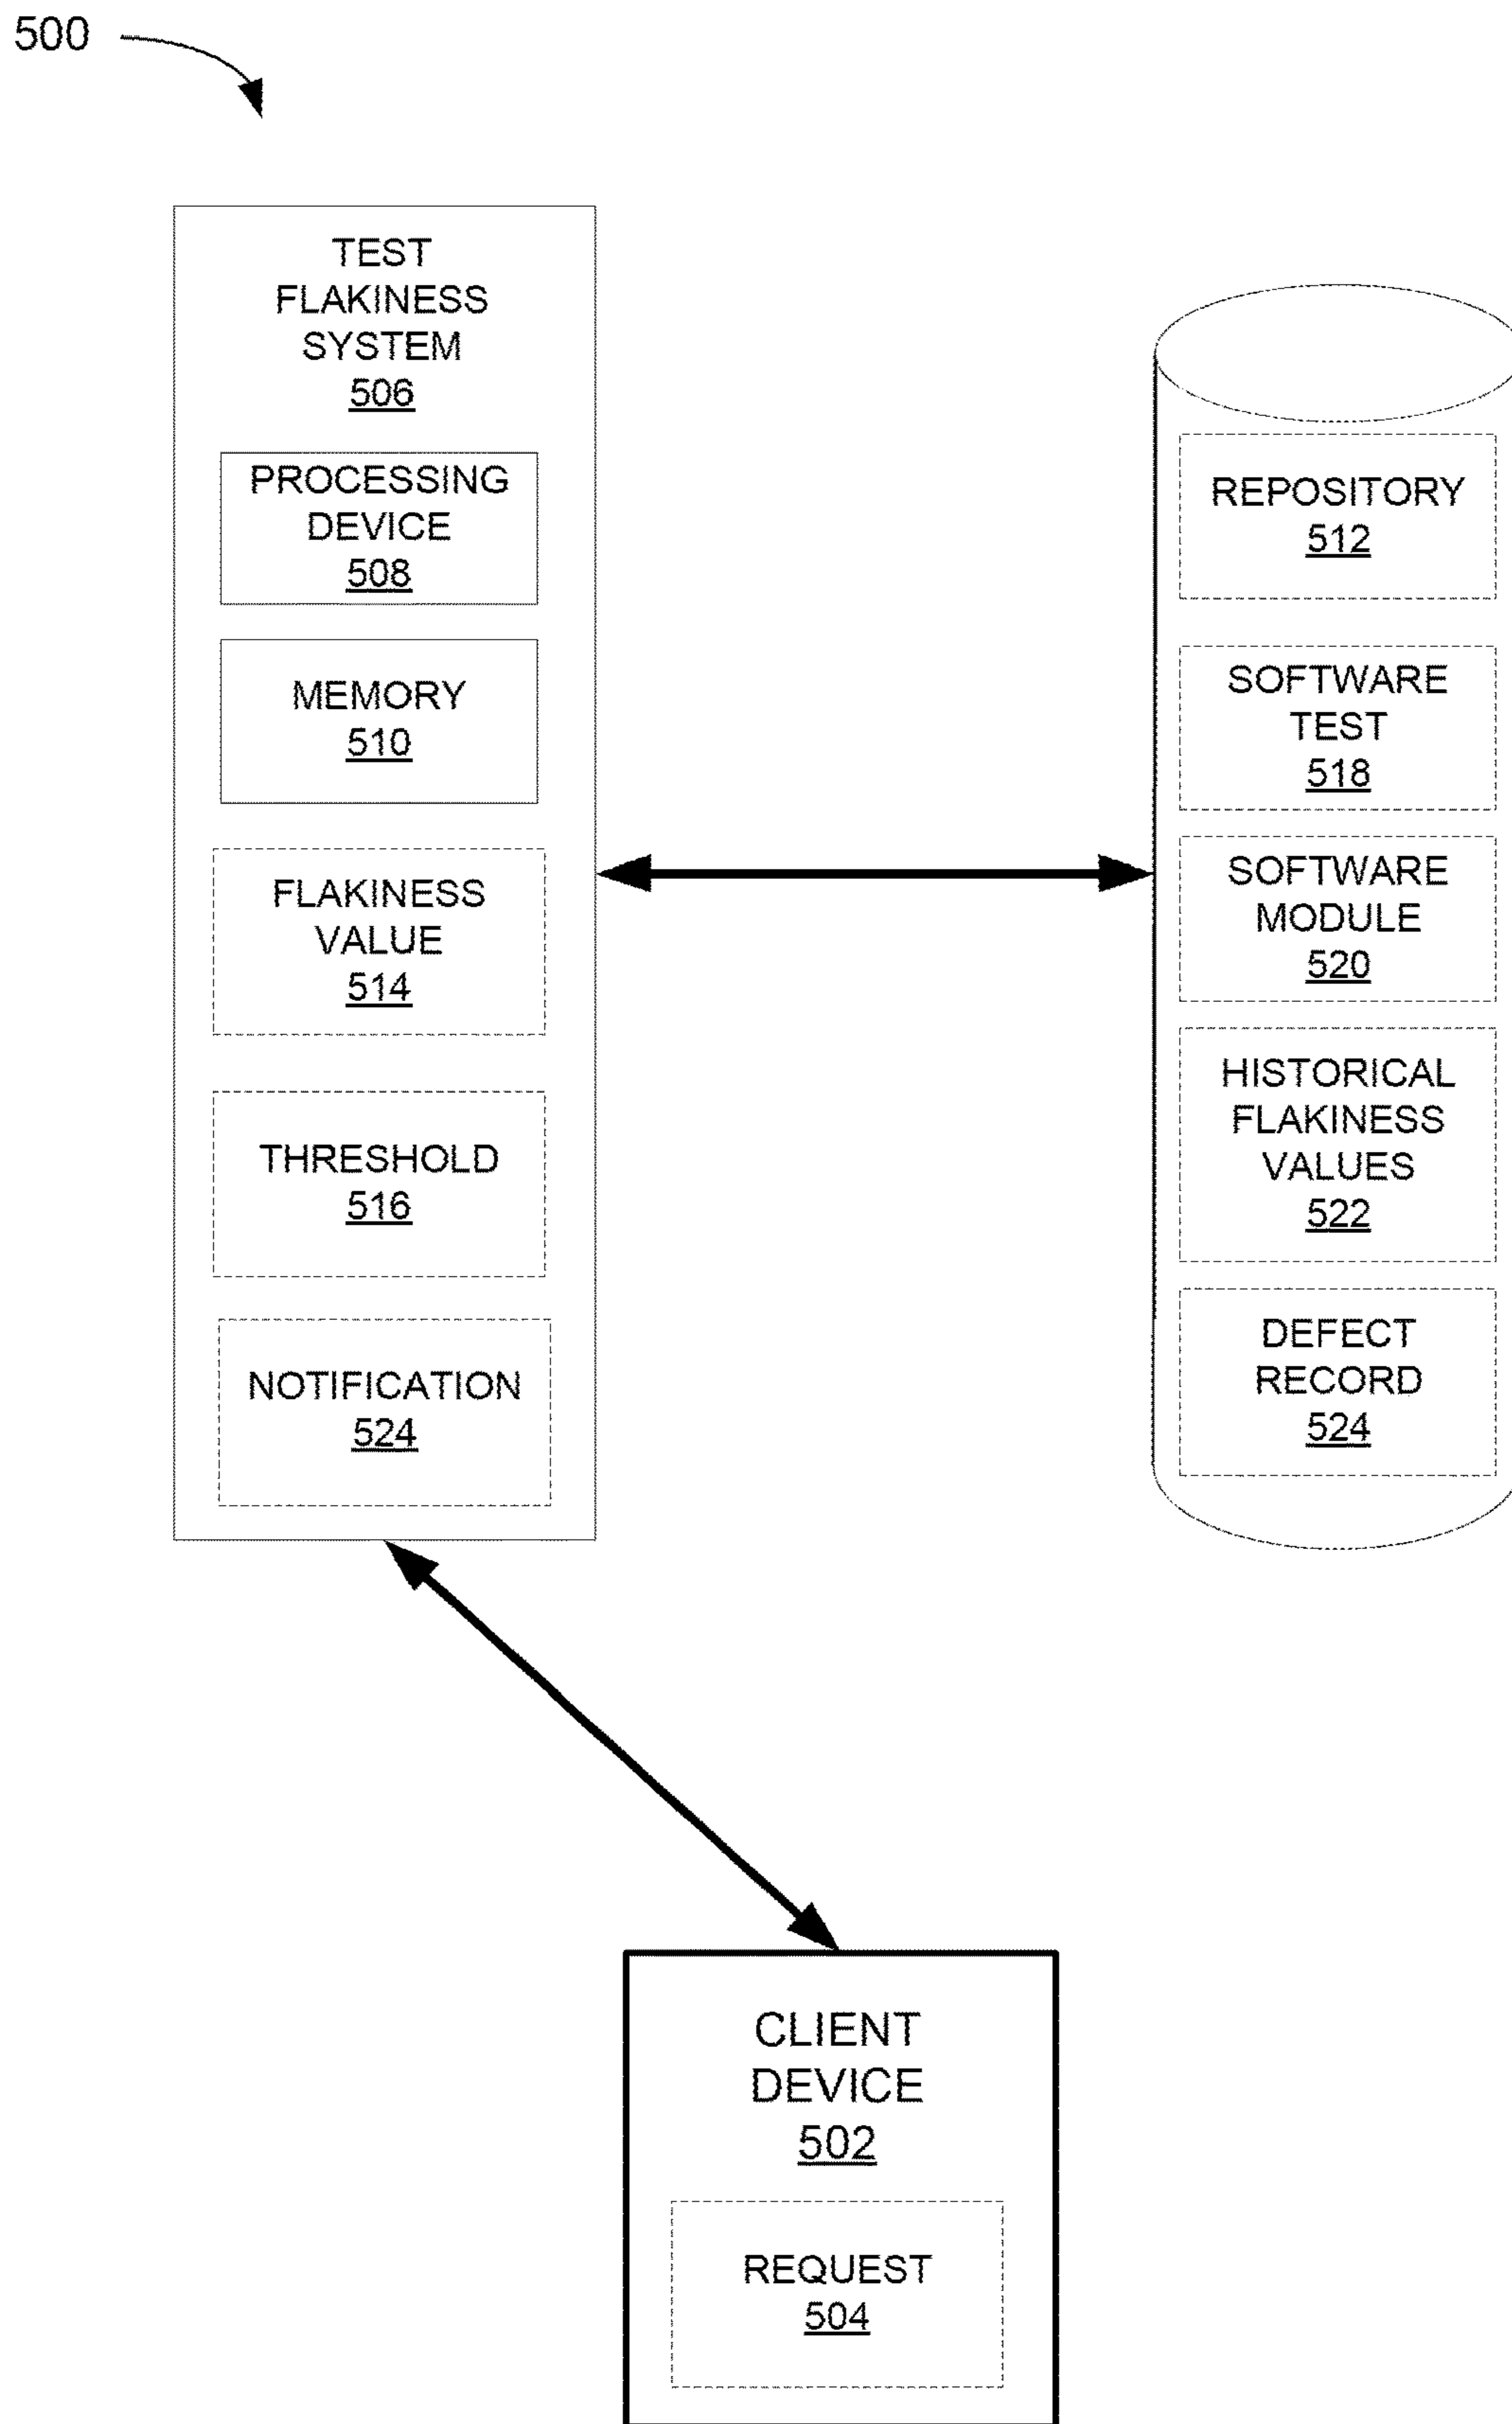 500
TEST
FLAKINESS
SYSTEM
506
PROCESSING
DEVICE
508
MEMORY
510
FLAKINESS
VALUE
514
THRESHOLD
516
NOTIFICATION
524
REPOSITORY
512
SOFTWARE
TEST
518
SOFTWARE
MODULE
520
HISTORICAL
FLAKINESS
VALUES
522
DEFECT
RECORD
524
CLIENT
DEVICE
502
REQUEST
504